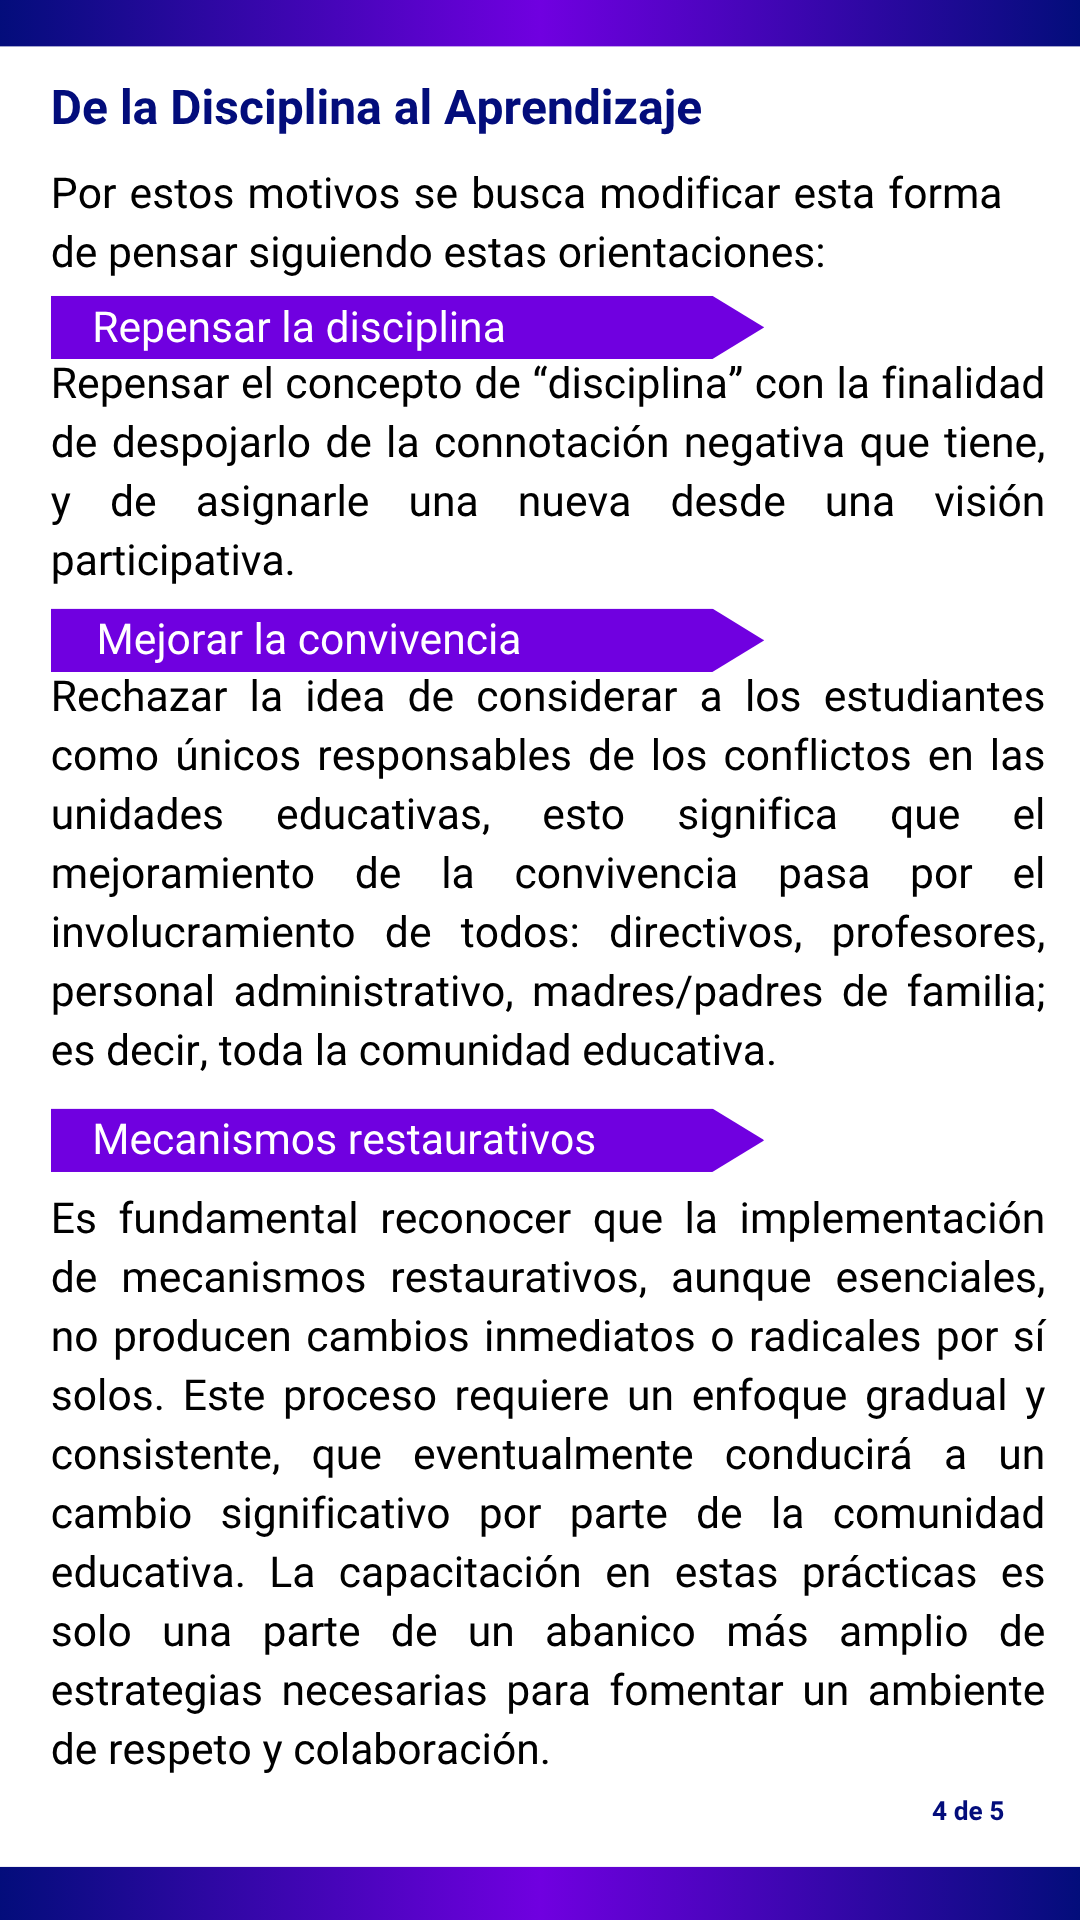 De la Disciplina al Aprendizaje
Por estos motivos se busca modificar esta forma
de pensar siguiendo estas orientaciones:
Repensar la disciplina
Repensar el concepto de “disciplina” con la finalidad
de despojarlo de la connotación negativa que tiene,
y de asignarle una nueva desde una visión
participativa.
Mejorar la convivencia
Rechazar la idea de considerar a los estudiantes
como únicos responsables de los conflictos en las
unidades educativas, esto significa que el
mejoramiento de la convivencia pasa por el
involucramiento de todos: directivos, profesores,
personal administrativo, madres/padres de familia;
es decir, toda la comunidad educativa.
Mecanismos restaurativos
Es fundamental reconocer que la implementación
de mecanismos restaurativos, aunque esenciales,
no producen cambios inmediatos o radicales por sí
solos. Este proceso requiere un enfoque gradual y
consistente, que eventualmente conducirá a un
cambio significativo por parte de la comunidad
educativa. La capacitación en estas prácticas es
solo una parte de un abanico más amplio de
estrategias necesarias para fomentar un ambiente
de respeto y colaboración.
4 de 5